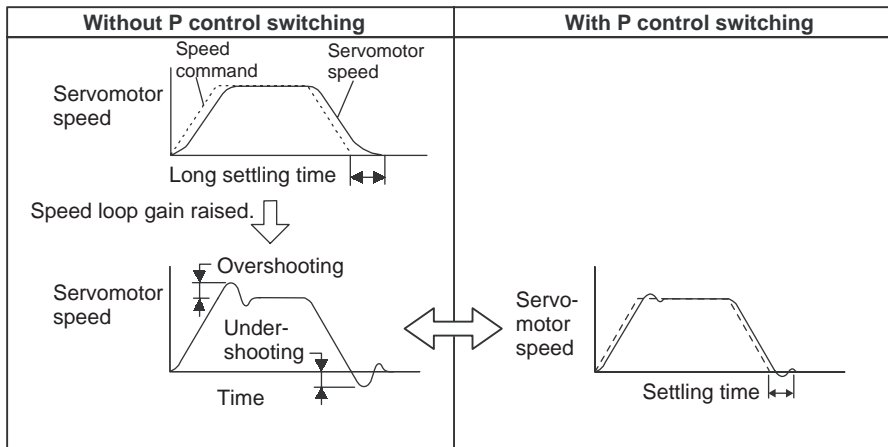 Without P control switching
With P control switching
Speed
command
Servomotor
speed
Servomotor
speed
Long settling time
Speed loop gain raised.
Overshooting
Servomotor
speed
Under-
shooting
Time
Servo-
motor
speed
Settling time